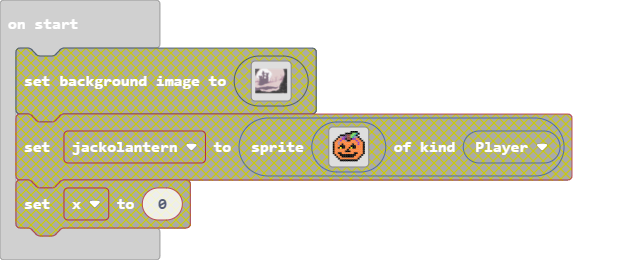 on start
set background image to
set jackolantern to sprite of kind Player
set x to 0